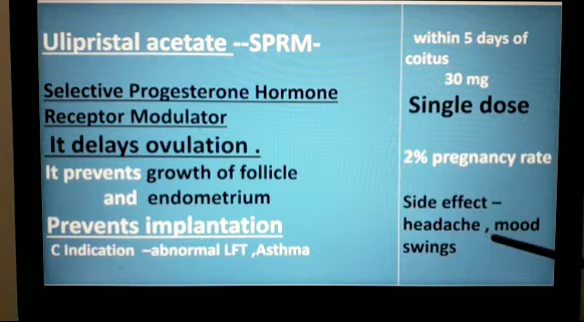 Ulipristal acetate --SPRM-
Selective Progesterone Hormone
Receptor Modulator
It delays ovulation .
It prevents growth of follicle
and endometrium
Prevents implantation
C Indication –abnormal LFT ,Asthma
within 5 days of
coitus
30 mg
Single dose
2% pregnancy rate
Side effect –
headache , mood
swings